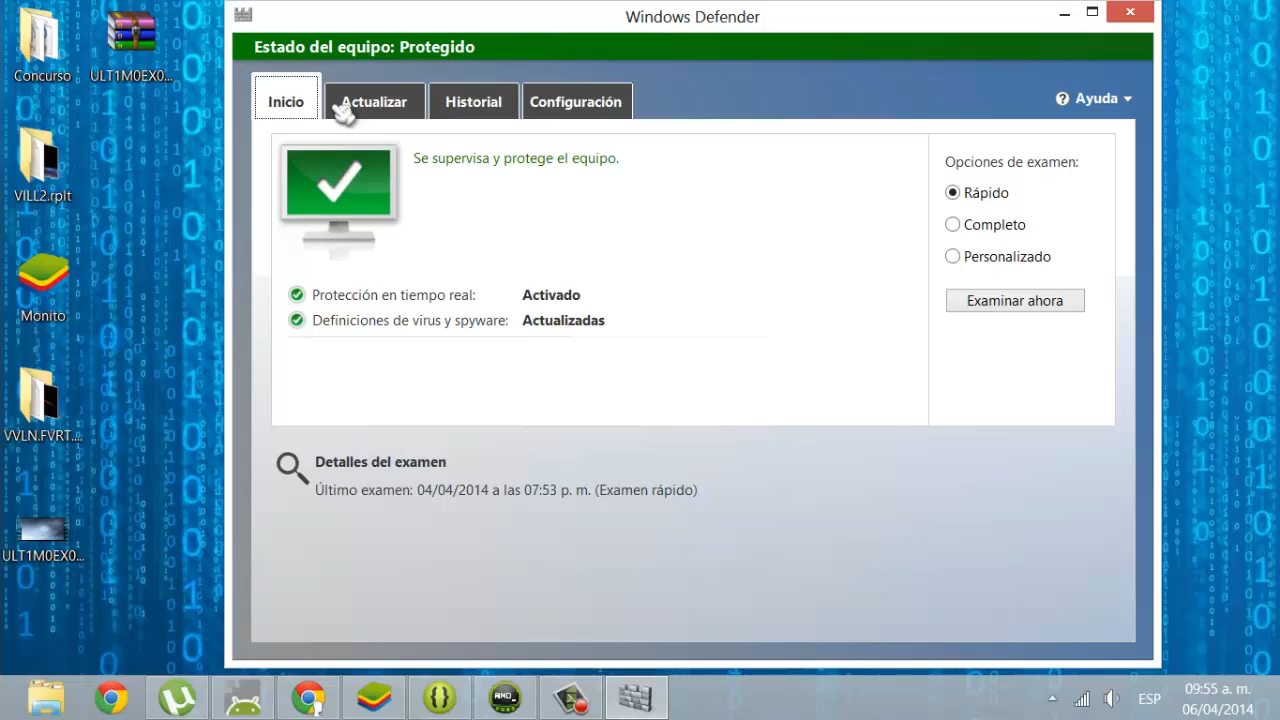 Windows Defender
Estado del equipo: Protegido
Inicio
Actualizar
Historial
Configuración
Ayuda
Se supervisa y protege el equipo.
Protección en tiempo real: Activado
Definiciones de virus y spyware: Actualizadas
Opciones de examen:
Rápido
Completo
Personalizado
Examinar ahora
Detalles del examen
Último examen: 04/04/2014 a las 07:53 p. m. (Examen rápido)
Concurso
ULT1M0EX0...
VILL2.rplt
Monito
VVLN.FVRT....
ULT1M0EX0...
ESP
09:55 a. m.
06/04/2014